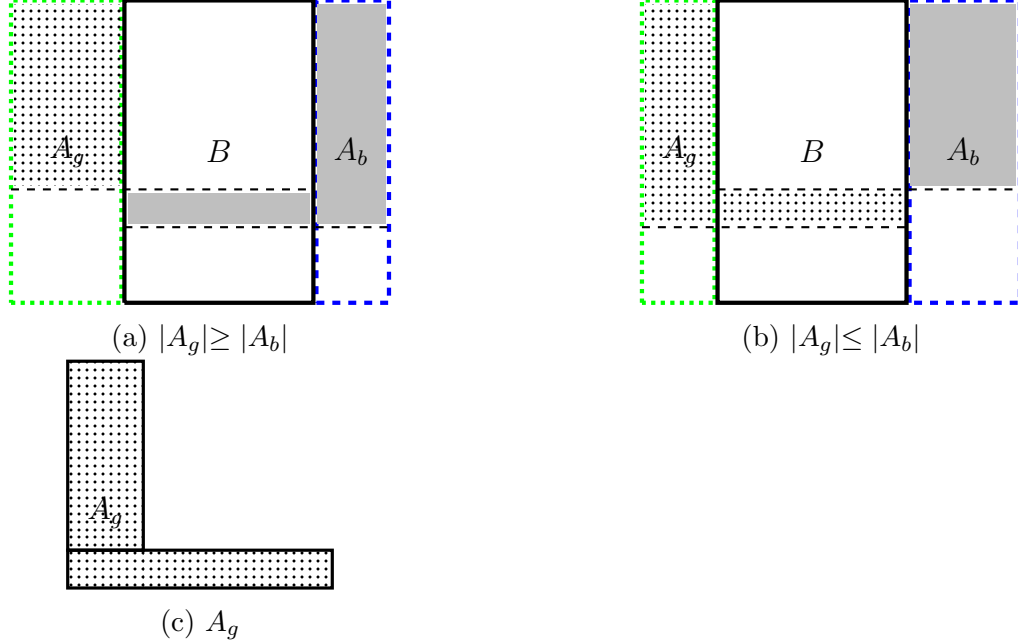 A_g B A_b
A_g B A_b
(a) |A_g|≥ |A_b|
(b) |A_g|≤ |A_b|
A_g
(c) A_g